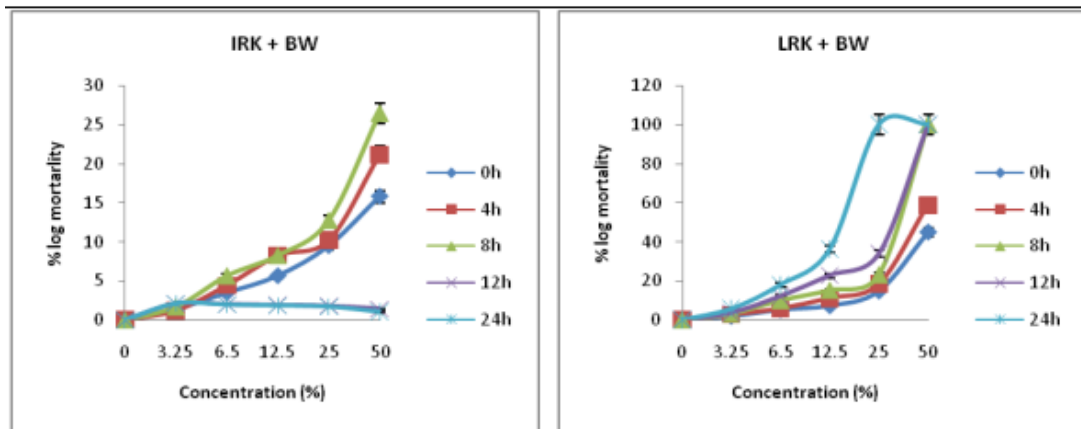 IRK + BW
% log mortarlity
30
25
20
15
10
5
0
0 3.25 6.5 12.5 25 50
Concentration (%)
0h
4h
8h
12h
24h
LRK + BW
% log mortality
120
100
80
60
40
20
0
0 3.25 6.5 12.5 25 50
Concentration (%)
0h
4h
8h
12h
24h